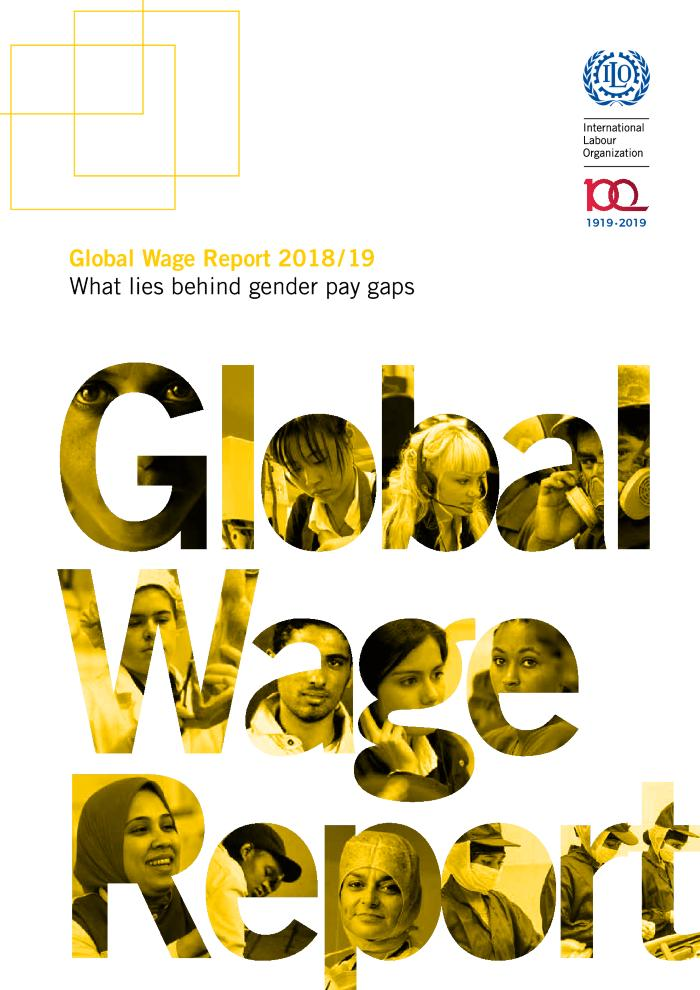 ILO
International
Labour
Organization
100
1919·2019
Global Wage Report 2018/19
What lies behind gender pay gaps
Global
Wage
Report